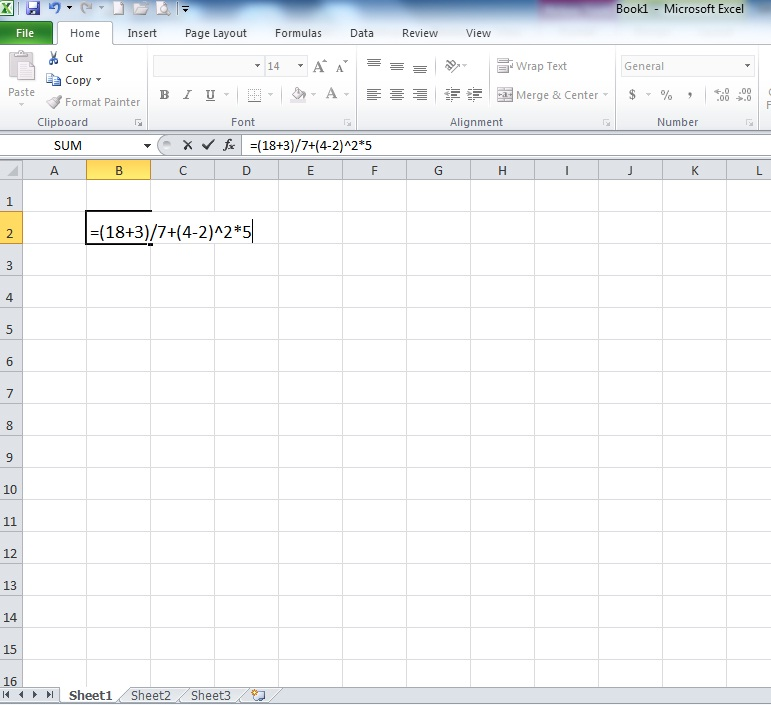 Book1 - Microsoft Excel
File Home Insert Page Layout Formulas Data Review View
Paste Cut Copy Format Painter
14 A A Wrap Text General
B I U A Merge & Center $ % , .00 .00
Clipboard Font Alignment Number
SUM fx =(18+3)/7+(4-2)^2*5
A B C D E F G H I J K L
1
2 =(18+3)/7+(4-2)^2*5
3
4
5
6
7
8
9
10
11
12
13
14
15
16
Sheet1 Sheet2 Sheet3